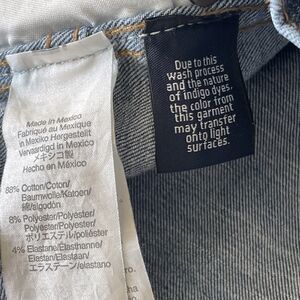 Made in Mexico
Fabriqué au Mexique
in Mexiko Hergestellt
Vervaardigd in Mexico
メキシコ製
Hecho en México
88% Cotton/Coton/
Baumwolle/Katoen/
綿/algodón
8% Polyester/Polyester/
Polyester/Polyester/
ポリエステル/poliéster
4% Elastane/Élasthanne/
Elastan/Elastaan/
エラステーン/elastano
Due to this
wash process
and the nature
of indigo dyes,
the color from
this garment
may transfer
onto light
surfaces.